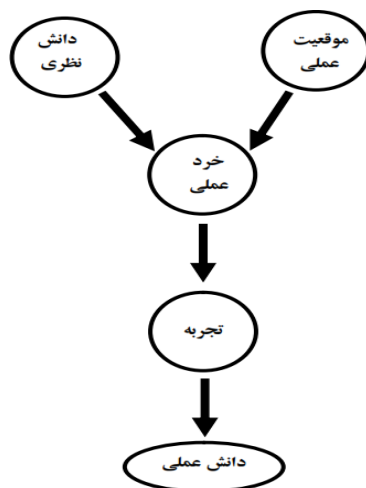 موقعیت
عملی
دانش
نظری
خرد
عملی
تجربه
دانش عملی